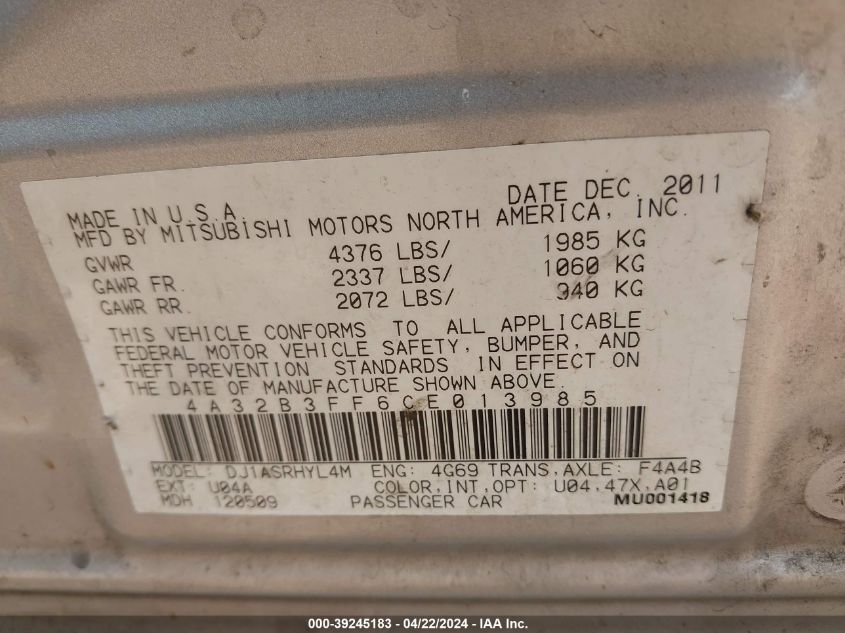 DATE DEC. 2011
MADE IN U.S.A.
MFD BY MITSUBISHI MOTORS NORTH AMERICA, INC.
GVWR 4376 LBS/ 1985 KG
GAWR FR. 2337 LBS/ 1060 KG
GAWR RR. 2072 LBS/ 940 KG
THIS VEHICLE CONFORMS TO ALL APPLICABLE
FEDERAL MOTOR VEHICLE SAFETY, BUMPER, AND
THEFT PREVENTION STANDARDS IN EFFECT ON
THE DATE OF MANUFACTURE SHOWN ABOVE.
4A32B3FF6CE013985
MODEL: DJ1ASRHYL4M ENG: 4G69 TRANS,AXLE: F4A4B
EXT: U04A COLOR,INT,OPT: U04,47X,A01
MDH 120509 PASSENGER CAR MU001418
000-39245183 - 04/22/2024 - IAA Inc.